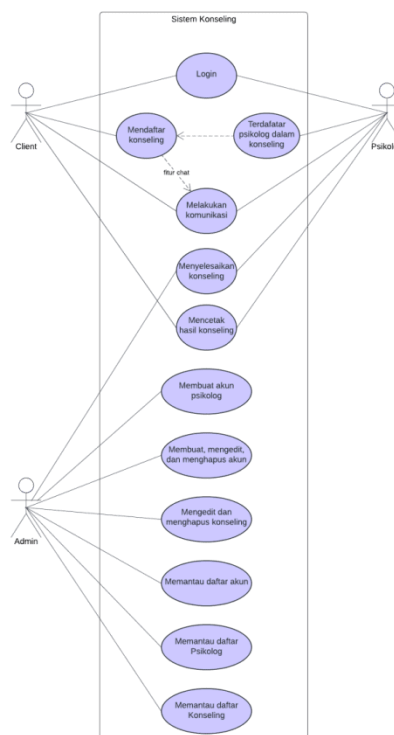 Sistem Konseling
Login
Client
Mendaftar
konseling
Terdafatar
psikolog dalam
konseling
fitur chat
Melakukan
komunikasi
Menyelesaikan
konseling
Mencetak
hasil konseling
Membuat akun
psikolog
Membuat, mengedit,
dan menghapus akun
Mengedit dan
menghapus konseling
Admin
Memantau daftar akun
Memantau daftar
Psikolog
Memantau daftar
Konseling